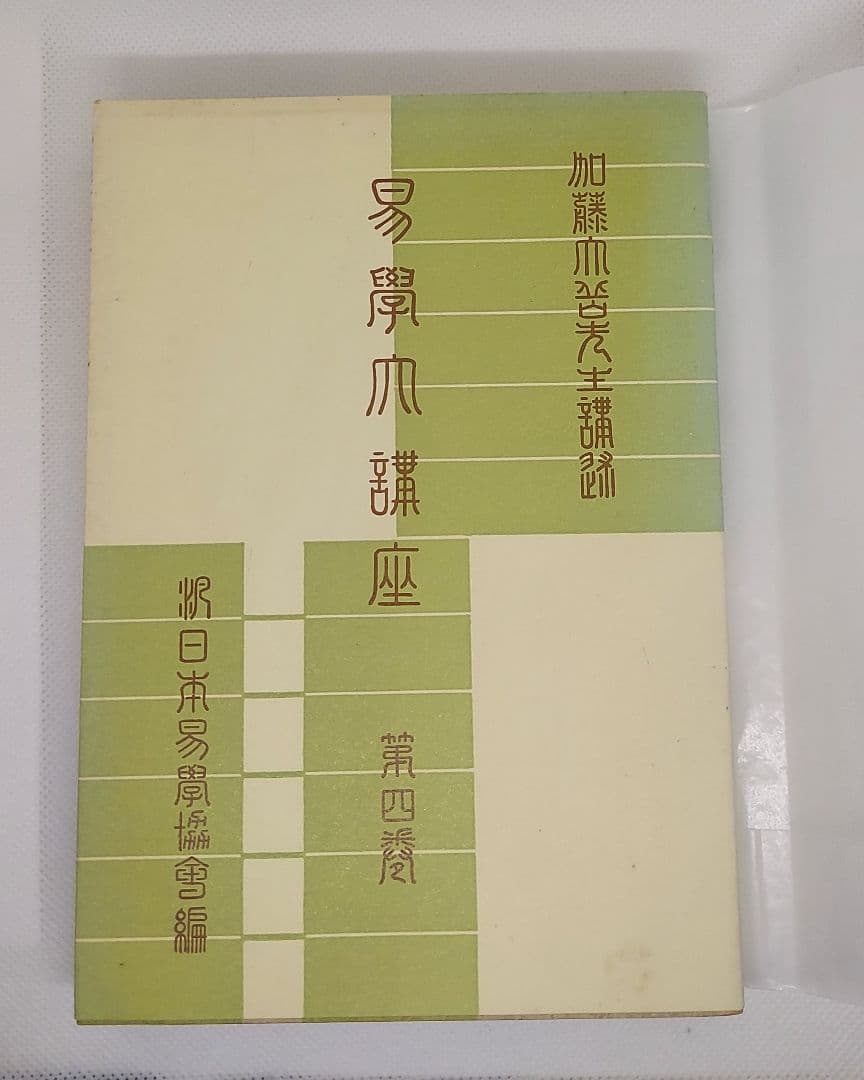 加藤大岳先生講述
易學大講座
第四巻
汎日本易學協會編